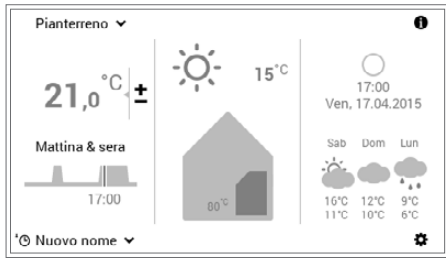 Pianterreno
21,0°C
±
Mattina & sera
17:00
Nuovo nome
15°C
00°C
17:00
Ven, 17.04.2015
Sab Dom Lun
16°C 12°C 9°C
11°C 10°C 6°C